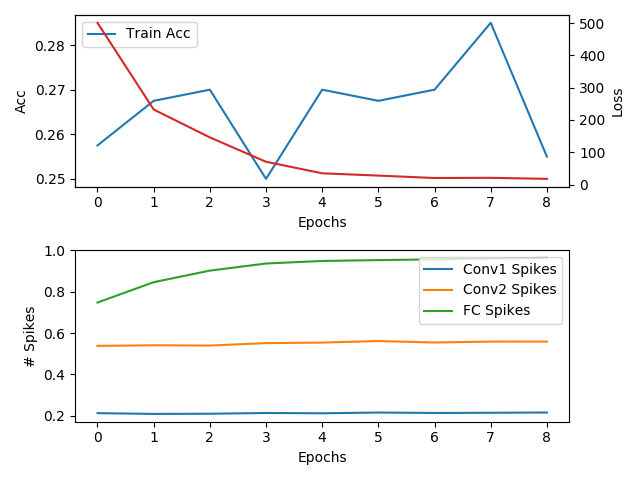 Train Acc
0.28
0.27
0.26
0.25
Acc
500
400
300
200
100
0
Loss
0 1 2 3 4 5 6 7 8
Epochs
1.0
0.8
0.6
0.4
0.2
# Spikes
Conv1 Spikes
Conv2 Spikes
FC Spikes
0 1 2 3 4 5 6 7 8
Epochs